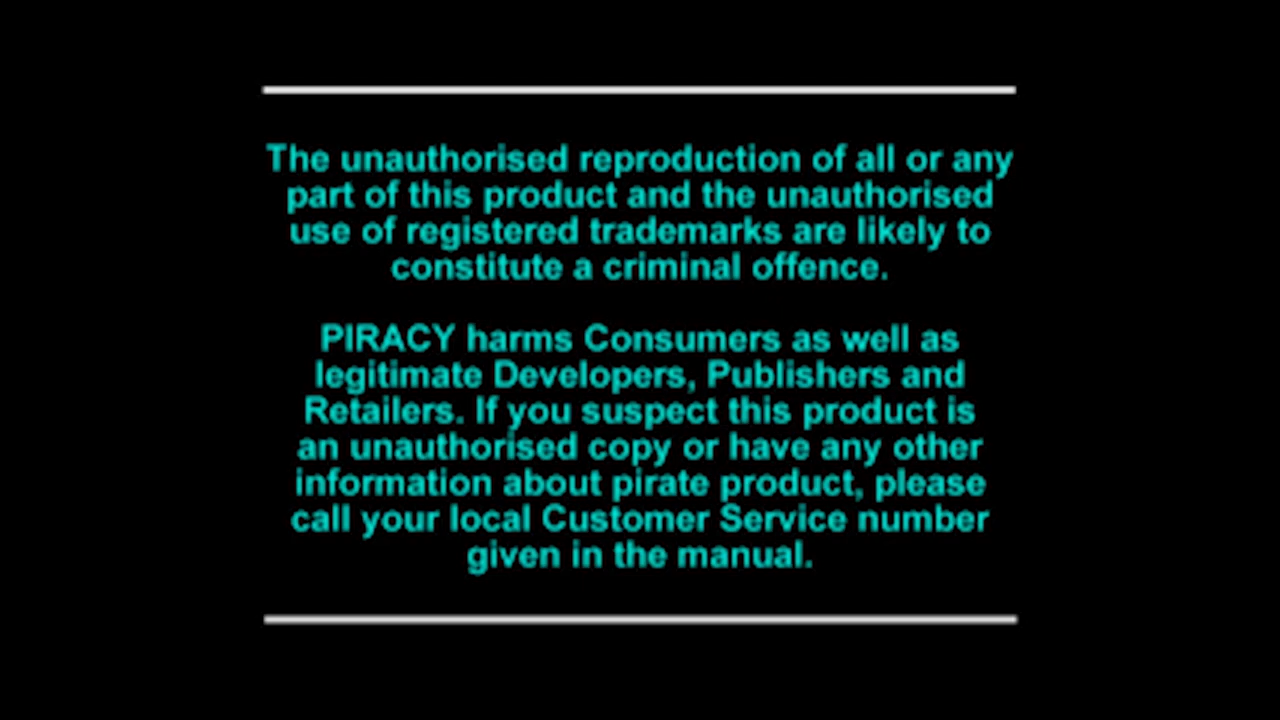 The unauthorised reproduction of all or any
part of this product and the unauthorised
use of registered trademarks are likely to
constitute a criminal offence.
PIRACY harms Consumers as well as
legitimate Developers, Publishers and
Retailers. If you suspect this product is
an unauthorised copy or have any other
information about pirate product, please
call your local Customer Service number
given in the manual.